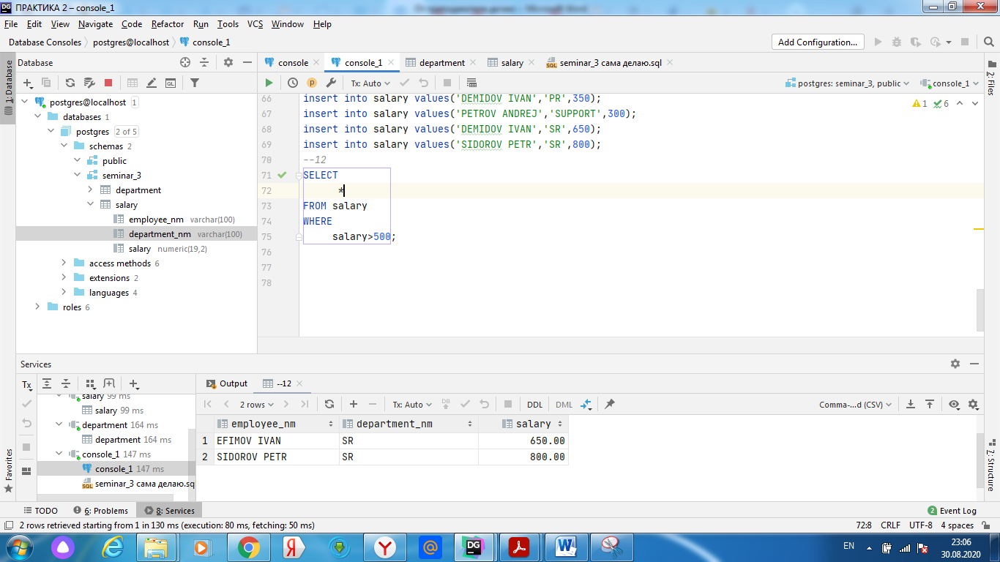 ПРАКТИКА 2 – console_1
File Edit View Navigate Code Refactor Run Tools VCS Window Help
Database Consoles postgres@localhost console_1 Add Configuration...
1: Database
Database
console console_1 department salary seminar_3 сама делаю.sql
Tx: Auto postgres: seminar_3, public console_1
2: Files
postgres@localhost 1
databases 1
postgres 2 of 5
schemas 2
public
seminar_3
department
salary
employee_nm varchar(100)
department_nm varchar(100)
salary numeric(19,2)
access methods 6
extensions 2
languages 4
roles 6
66 insert into salary values('DEMIDOV IVAN','PR',350);
67 insert into salary values('PETROV ANDREJ','SUPPORT',300);
68 insert into salary values('DEMIDOV IVAN','SR',650);
69 insert into salary values('SIDOROV PETR','SR',800);
70 --12
71 SELECT
72 *
73 FROM salary
74 WHERE
75 salary>500;
76
77
78
1 6
Services
Tx
salary 99 ms
salary 99 ms
department 164 ms
department 164 ms
console_1 147 ms
console_1 147 ms
seminar_3 сама делаю.sq
Output --12
2 rows Tx: Auto DB DDL DML Comma-...d (CSV)
employee_nm department_nm salary
1 EFIMOV IVAN SR 650.00
2 SIDOROV PETR SR 800.00
Favorites
7: Structure
TODO 6: Problems 8: Services 2 Event Log
2 rows retrieved starting from 1 in 130 ms (execution: 80 ms, fetching: 50 ms) 72:8 CRLF UTF-8 4 spaces
EN 23:06
30.08.2020